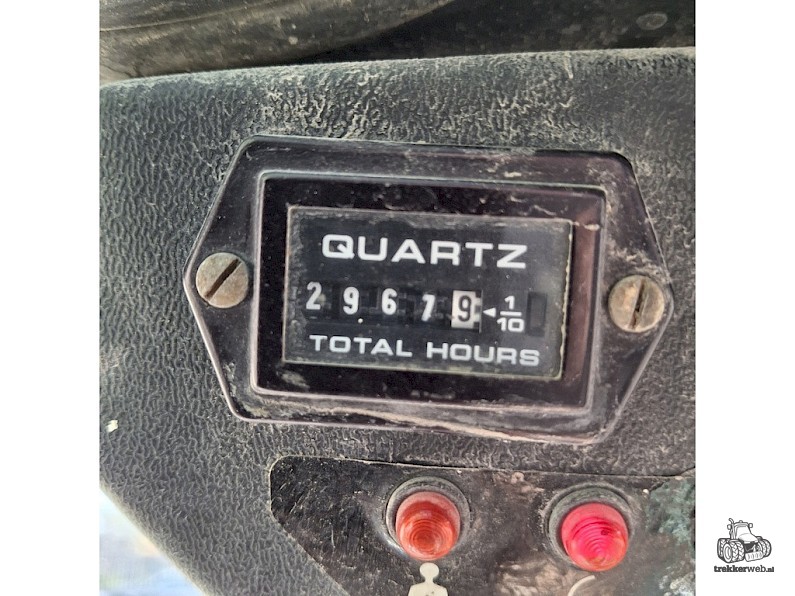 QUARTZ
29679 ◄ 1/10
TOTAL HOURS
trekkerweb.nl